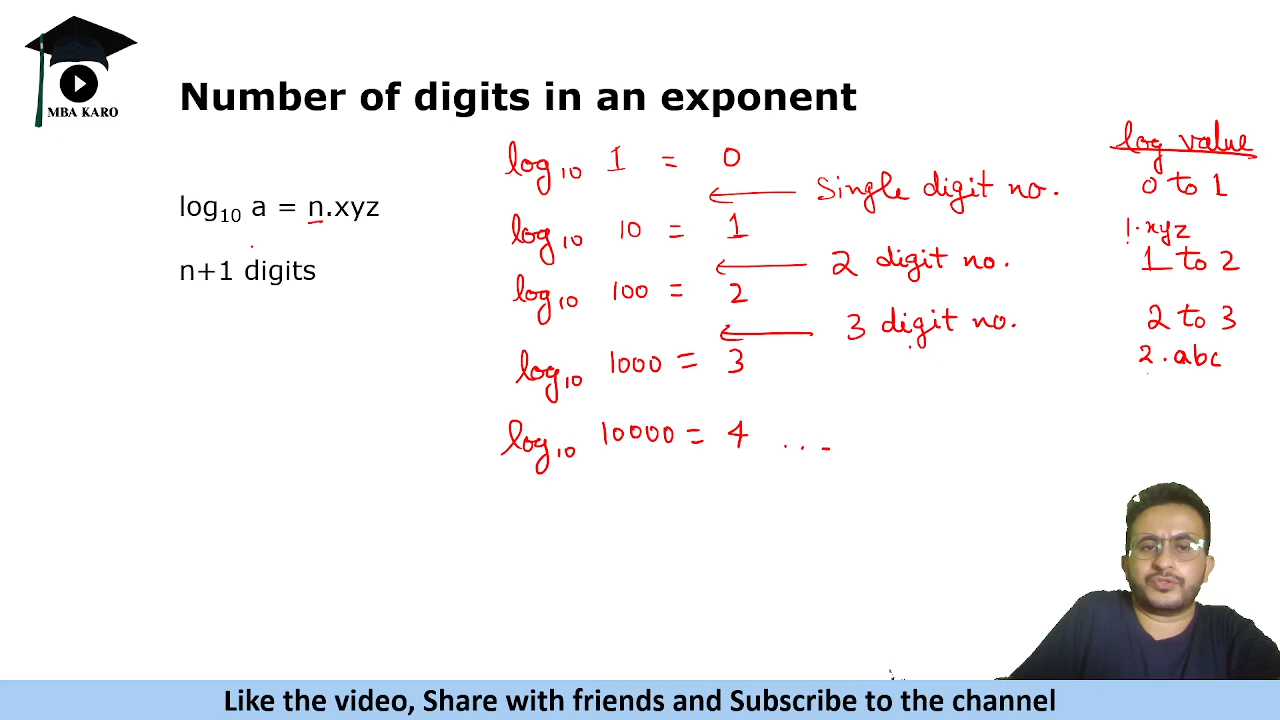 MBA KARO
Number of digits in an exponent
log₁₀ a = n.xyz
n+1 digits
log₁₀ 1 = 0
← Single digit no.
log₁₀ 10 = 1
← 2 digit no.
log₁₀ 100 = 2
← 3 digit no.
log₁₀ 1000 = 3
log₁₀ 10000 = 4 ...
log value
0 to 1
1.xyz
1 to 2
2 to 3
2.abc
Like the video, Share with friends and Subscribe to the channel